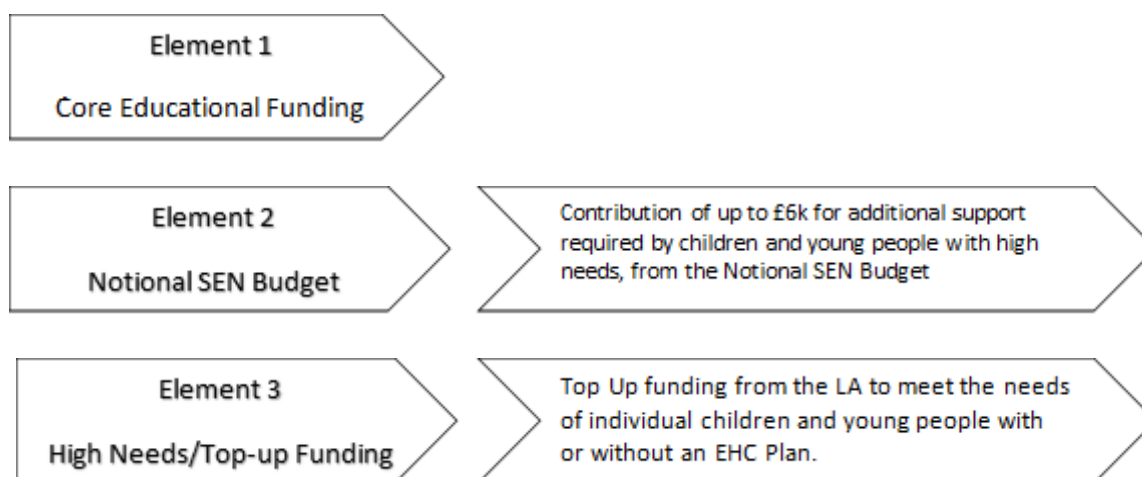 Element 1
Core Educational Funding
Element 2
Notional SEN Budget
Contribution of up to £6k for additional support
required by children and young people with high
needs, from the Notional SEN Budget
Element 3
High Needs/Top-up Funding
Top Up funding from the LA to meet the needs
of individual children and young people with
or without an EHC Plan.